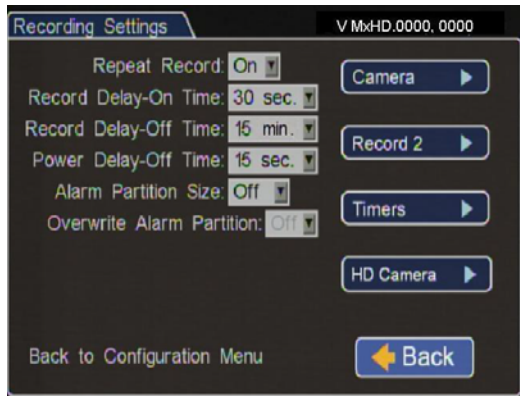 Recording Settings
V MxHD.0000, 0000
Repeat Record: On
Record Delay-On Time: 30 sec.
Record Delay-Off Time: 15 min.
Power Delay-Off Time: 15 sec.
Alarm Partition Size: Off
Overwrite Alarm Partition: Off
Camera
Record 2
Timers
HD Camera
Back to Configuration Menu
Back